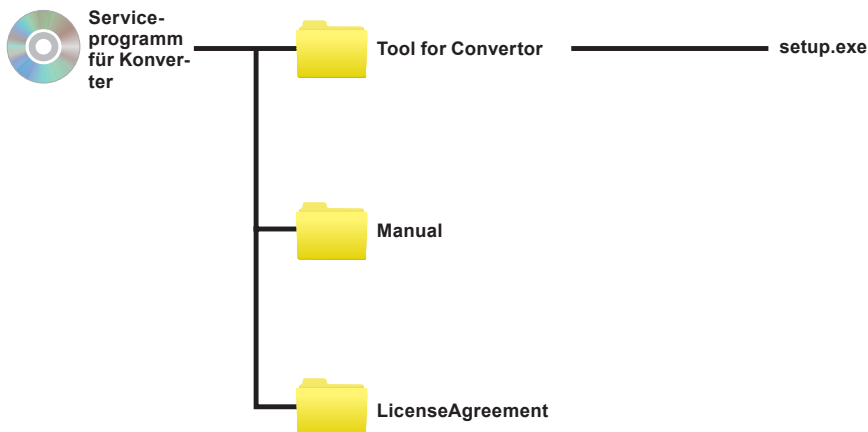 Service-
programm
für Konver-
ter
Tool for Convertor
setup.exe
Manual
LicenseAgreement